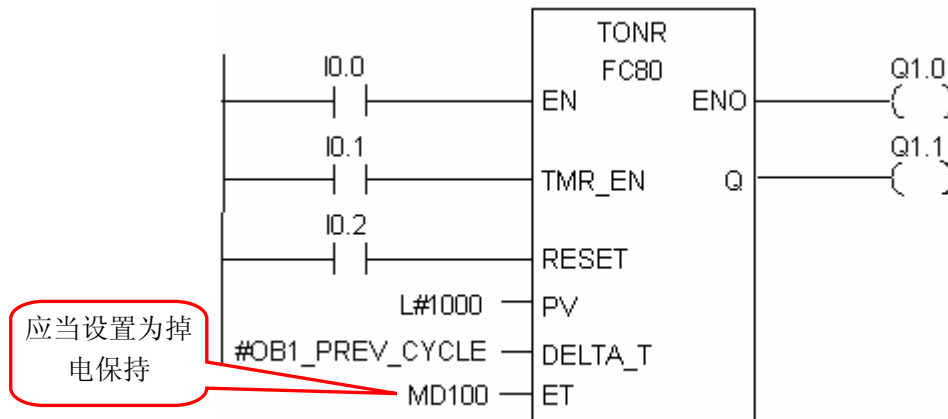 TONR
FC80
I0.0
EN
ENO
Q1.0
I0.1
TMR_EN
Q
Q1.1
I0.2
RESET
L#1000
PV
#OB1_PREV_CYCLE
DELTA_T
MD100
ET
应当设置为掉
电保持